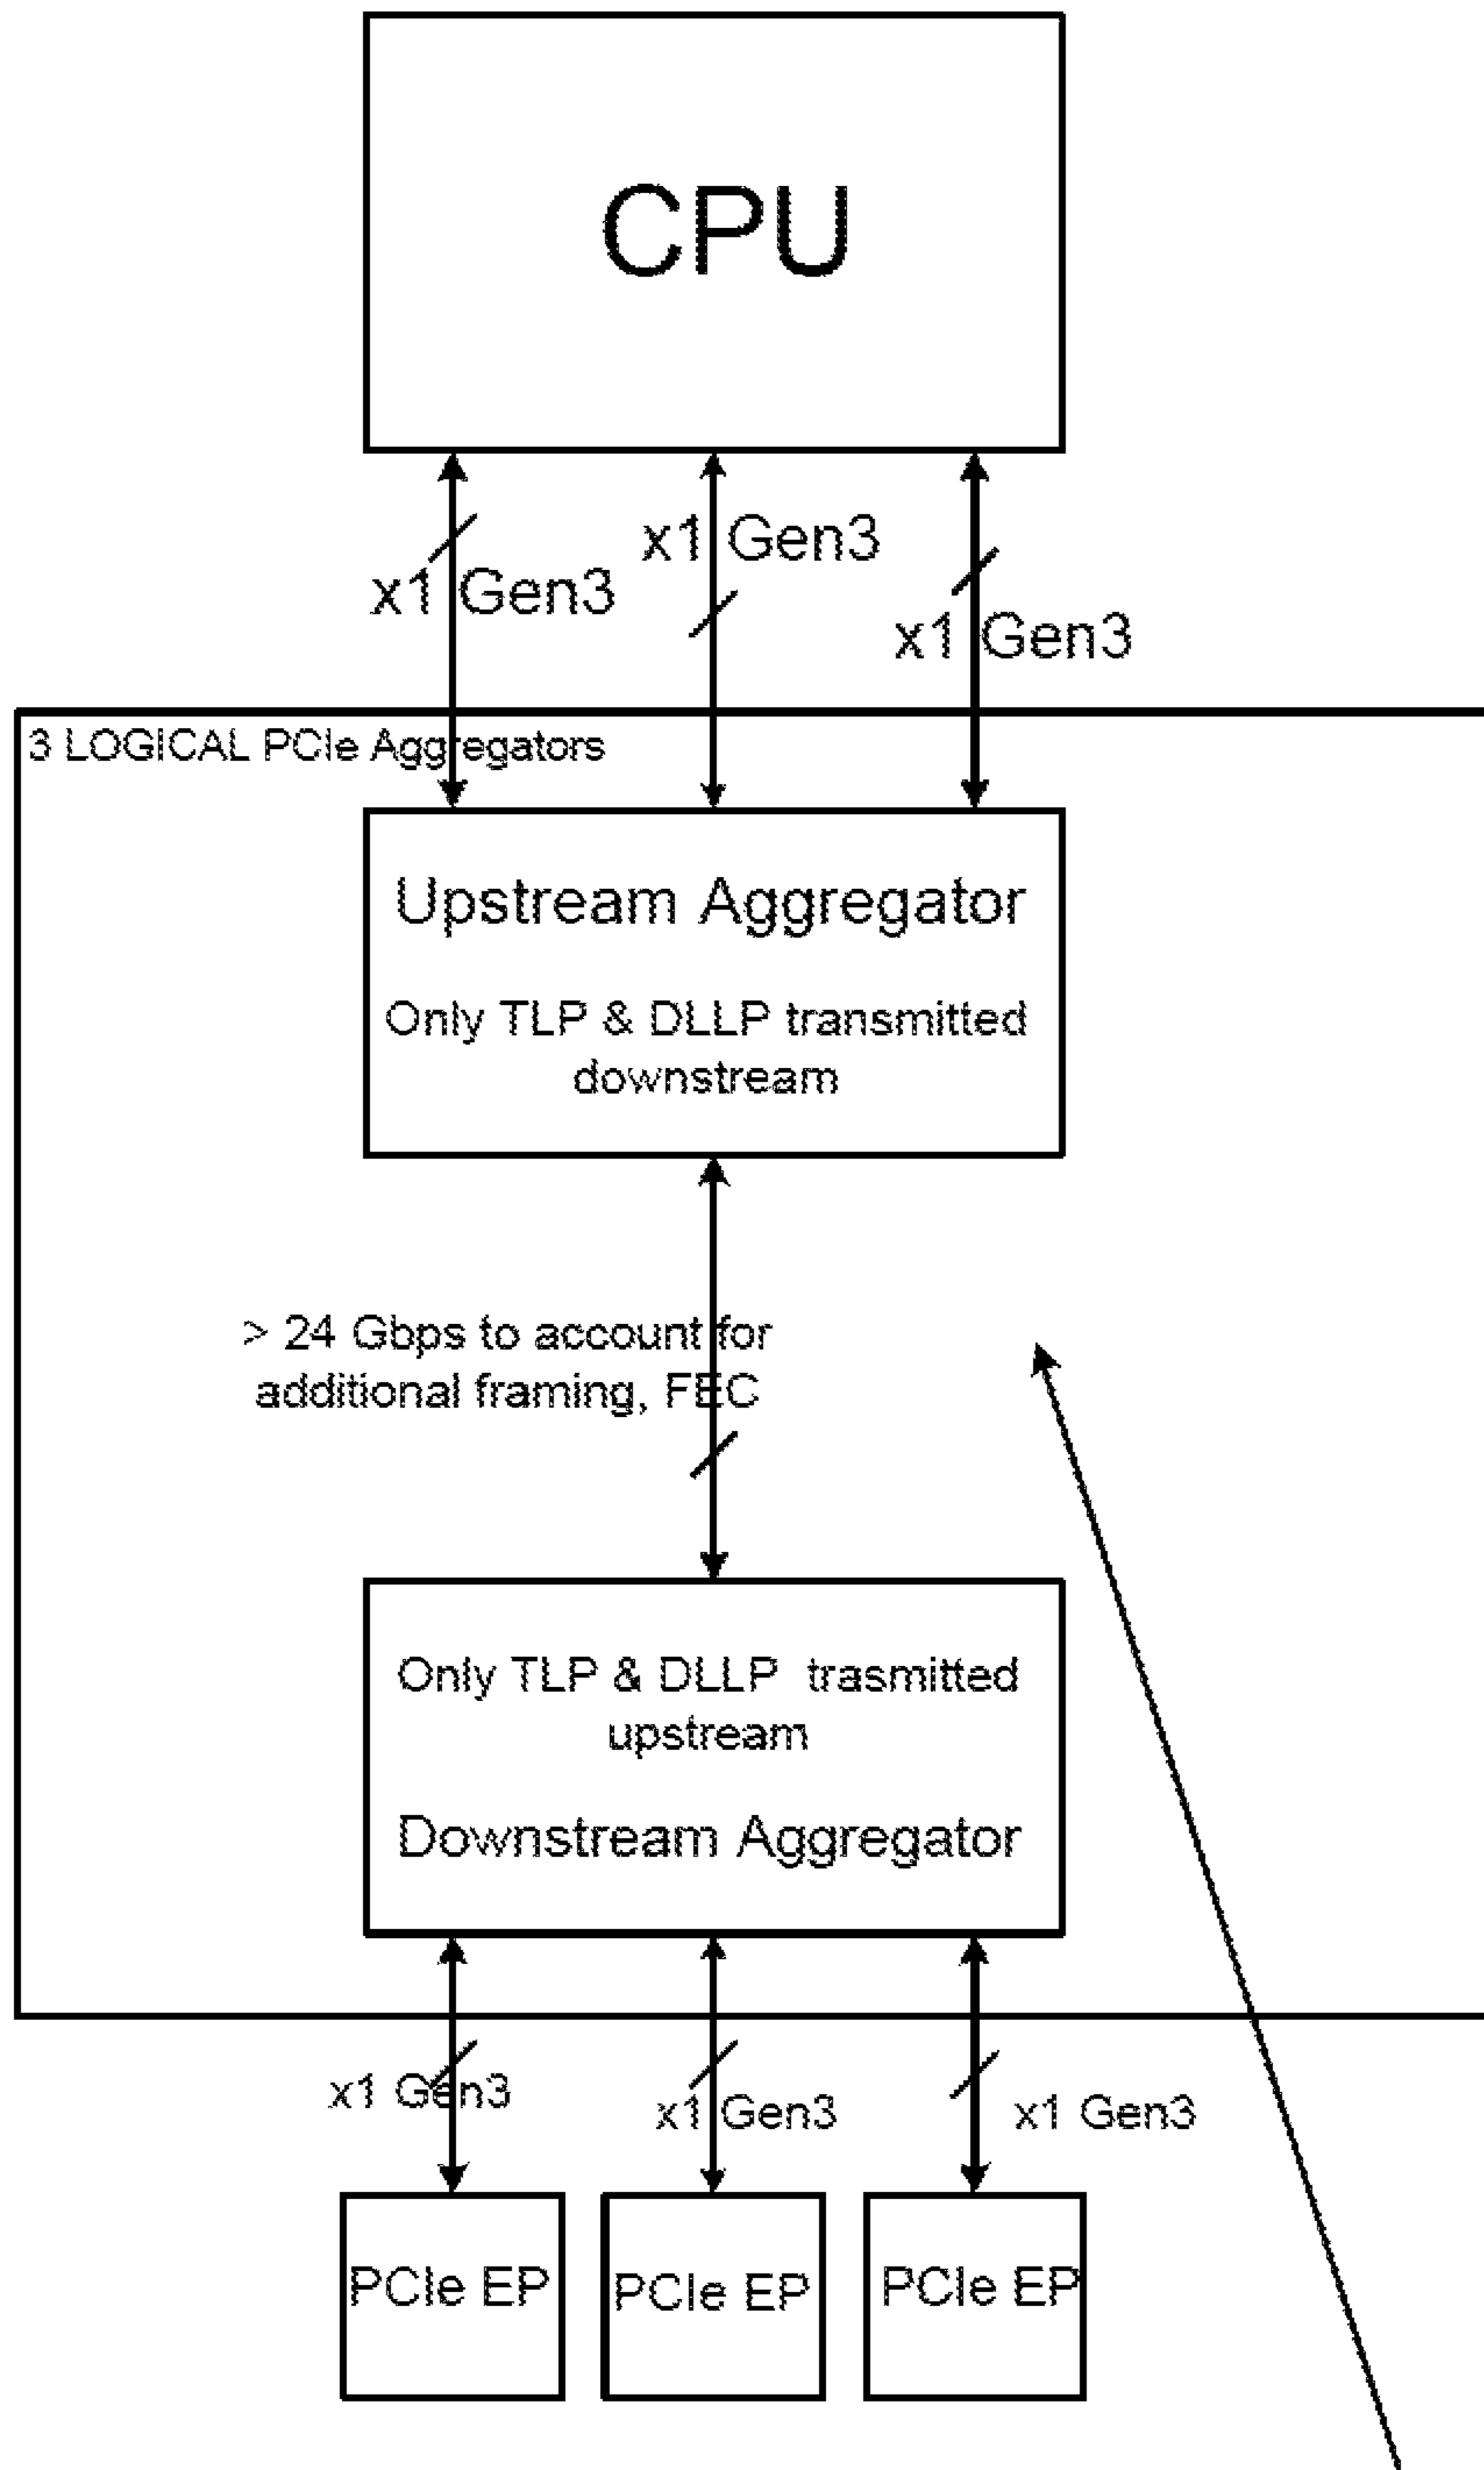 CPU
x1 Gen3
x1 Gen3
x1 Gen3
3 LOGICAL PCIe Aggregators
Upstream Aggregator
Only TLP & DLLP transmitted
downstream
> 24 Gbps to account for
additional framing, FEC
Only TLP & DLLP trasmitted
upstream
Downstream Aggregator
x1 Gen3
x1 Gen3
x1 Gen3
PCIe EP
PCIe EP
PCIe EP